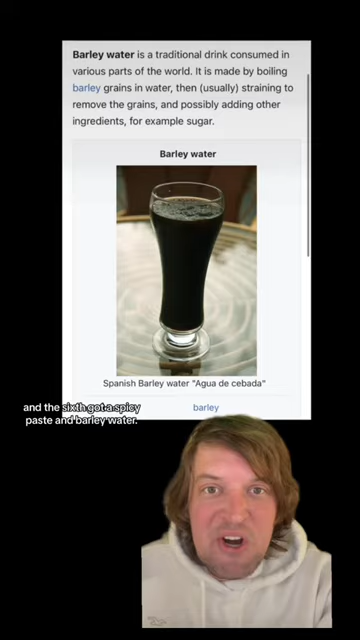 Barley water is a traditional drink consumed in
various parts of the world. It is made by boiling
barley grains in water, then (usually) straining to
remove the grains, and possibly adding other
ingredients, for example sugar.
Barley water
Spanish Barley water "Agua de cebada"
barley
and the sixth got a spicy
paste and barley water.